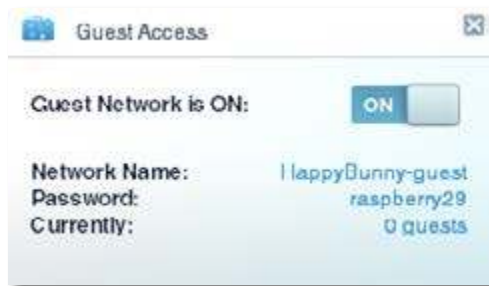 Guest Access
Guest Network is ON:
ON
Network Name: HappyBunny-guest
Password: raspberry29
Currently: 0 guests